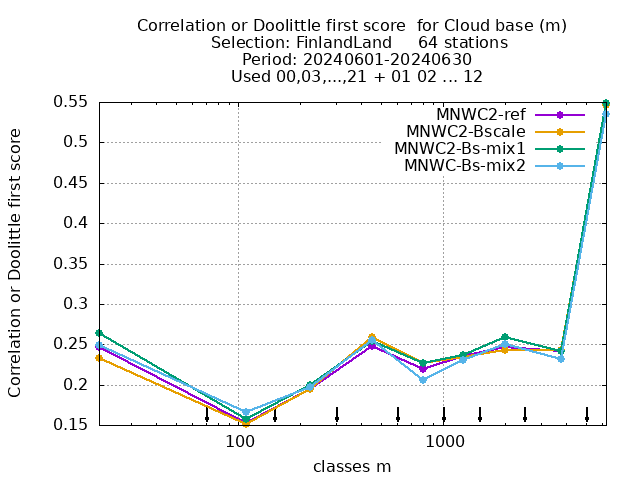 Correlation or Doolittle first score  for Cloud base (m)
Selection: FinlandLand     64 stations
Period: 20240601-20240630
Used 00,03,...,21 + 01 02 ... 12
MNWC2-ref
MNWC2-Bscale
MNWC2-Bs-mix1
MNWC-Bs-mix2
Correlation or Doolittle first score
0.55
0.5
0.45
0.4
0.35
0.3
0.25
0.2
0.15
100
1000
classes m